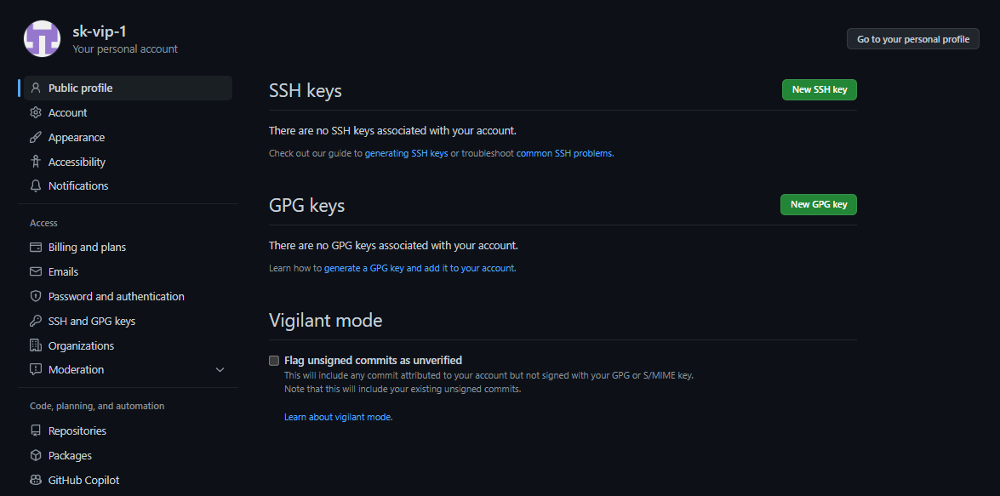 sk-vip-1
Your personal account
Go to your personal profile
Public profile
Account
Appearance
Accessibility
Notifications
Access
Billing and plans
Emails
Password and authentication
SSH and GPG keys
Organizations
Moderation
Code, planning, and automation
Repositories
Packages
GitHub Copilot
SSH keys
New SSH key
There are no SSH keys associated with your account.
Check out our guide to generating SSH keys or troubleshoot common SSH problems.
GPG keys
New GPG key
There are no GPG keys associated with your account.
Learn how to generate a GPG key and add it to your account.
Vigilant mode
Flag unsigned commits as unverified
This will include any commit attributed to your account but not signed with your GPG or S/MIME key.
Note that this will include your existing unsigned commits.
Learn about vigilant mode.